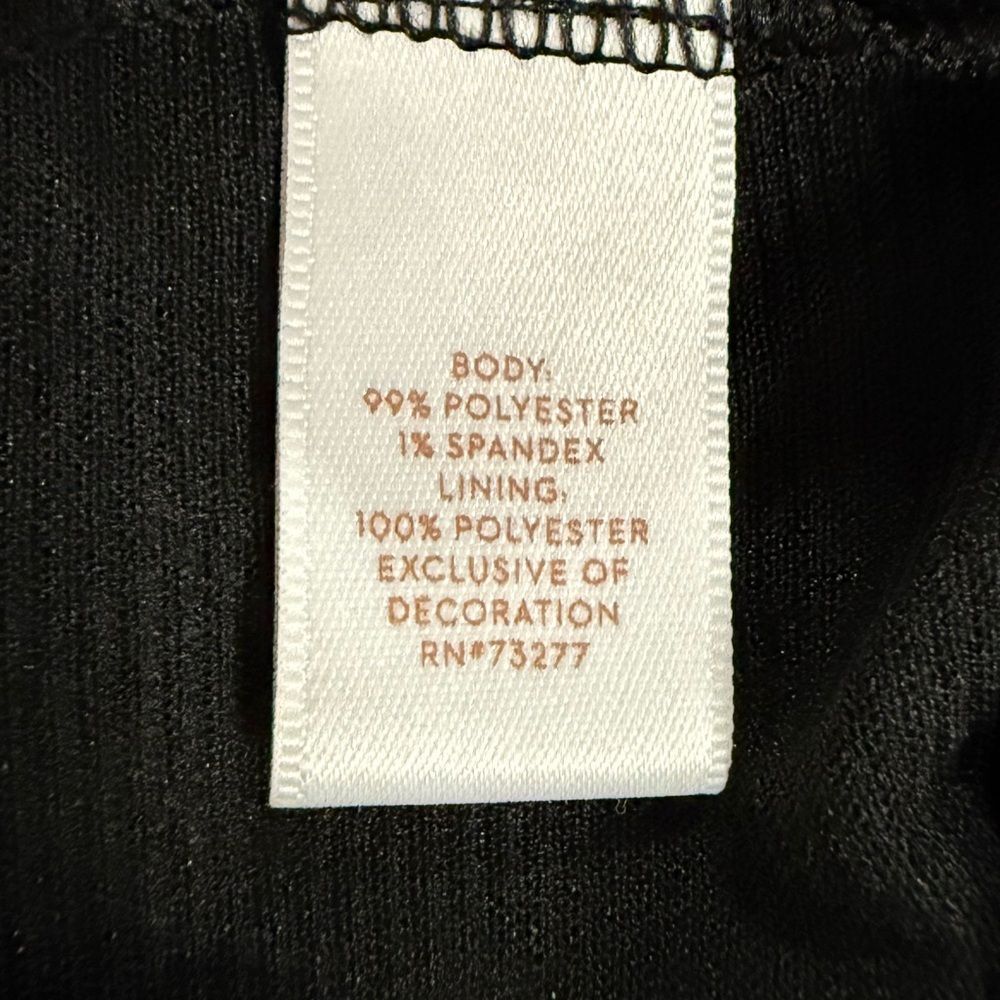 BODY:
99% POLYESTER
1% SPANDEX
LINING:
100% POLYESTER
EXCLUSIVE OF
DECORATION
RN#73277